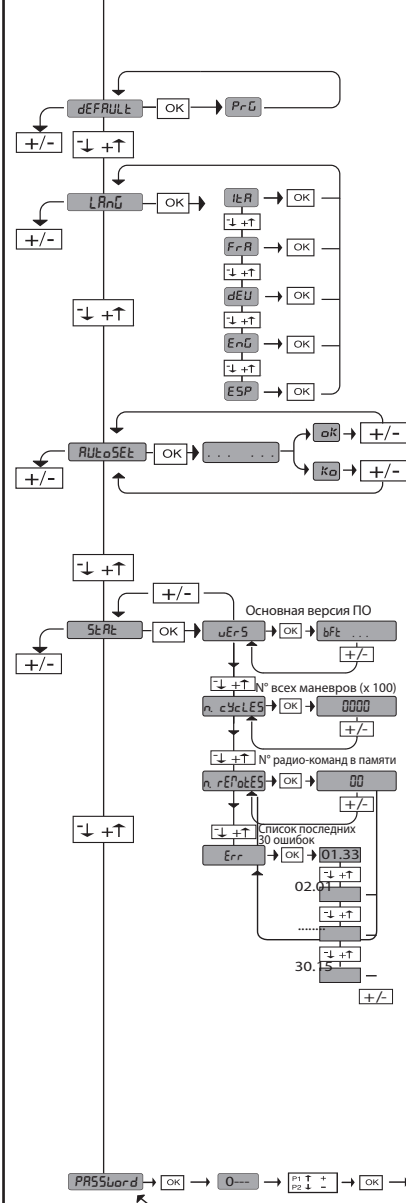 dEFAULt OK PrG
+/- -↓ +↑
LAnG OK ItA OK
+/- -↓ +↑
FrA OK
-↓ +↑
-↓ +↑ dEU OK
-↓ +↑
EnG OK
-↓ +↑
ESP OK
AUtoSEt OK ... ... oK +/-
+/- Ko +/-
-↓ +↑
+/- Основная версия ПО
StAt OK uErS OK bFt ...
+/- +/-
-↓ +↑ N° всех маневров (x 100)
n. cYcLES OK 0000
+/-
-↓ +↑ N° радио-команд в памяти
n. rEMotES OK 00
+/-
-↓ +↑ -↓ +↑ Список последних
30 ошибок
Err OK 01.33
-↓ +↑
02.01
-↓ +↑
........
-↓ +↑
30.15
+/-
PASSword OK 0--- P1 ↑ + OK
P2 ↓ -